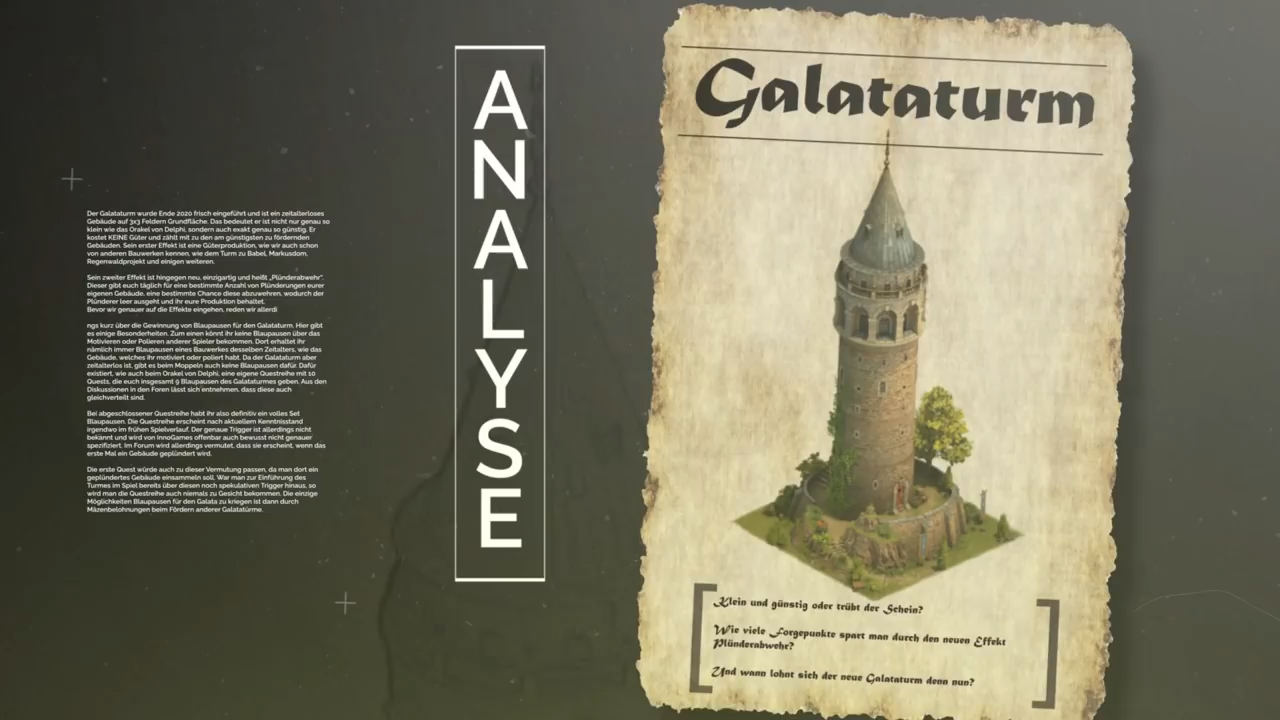 Der Galataturm wurde Ende 2020 frisch eingeführt und ist ein zeitalterloses
Gebäude auf 3x3 Feldern Grundfläche. Das bedeutet er ist nicht nur genau so
klein wie das Orakel von Delphi, sondern auch exakt genau so günstig. Er
kostet KEINE Güter und zählt mit zu den am günstigsten zu fördernden
Gebäuden. Sein erster Effekt ist eine Güterproduktion, wie wir auch schon
von anderen Bauwerken kennen, wie dem Turm zu Babel, Markusdom,
Regenwaldprojekt und einigen weiteren.
Sein zweiter Effekt ist hingegen neu, einzigartig und heißt „Plünderabwehr".
Dieser gibt euch täglich für eine bestimmte Anzahl von Plünderungen eurer
eigenen Gebäude, eine bestimmte Chance diese abzuwehren, wodurch der
Plünderer leer ausgeht und ihr eure Produktion behaltet.
Bevor wir genauer auf die Effekte eingehen, reden wir allerdi
ngs kurz über die Gewinnung von Blaupausen für den Galataturm. Hier gibt
es einige Besonderheiten. Zum einen könnt ihr keine Blaupausen über das
Motivieren oder Polieren anderer Spieler bekommen. Dort erhaltet ihr
nämlich immer Blaupausen eines Bauwerkes desselben Zeitalters, wie das
Gebäude, welches ihr motiviert oder poliert habt. Da der Galataturm aber
zeitalterlos ist, gibt es beim Moppeln auch keine Blaupausen dafür. Dafür
existiert, wie auch beim Orakel von Delphi, eine eigene Questreihe mit 10
Quests, die euch insgesamt 9 Blaupausen des Galataturmes geben. Aus den
Diskussionen in den Foren lässt sich entnehmen, dass diese auch
gleichverteilt sind.
Bei abgeschlossener Questreihe habt ihr also definitiv ein volles Set
Blaupausen. Die Questreihe erscheint nach aktuellem Kenntnisstand
irgendwo im frühen Spielverlauf. Der genaue Trigger ist allerdings nicht
bekannt und wird von InnoGames offenbar auch bewusst nicht genauer
spezifiziert. Im Forum wird allerdings vermutet, dass sie erscheint, wenn das
erste Mal ein Gebäude geplündert wird.
Die erste Quest würde auch zu dieser Vermutung passen, da man dort ein
geplündertes Gebäude einsammeln soll. War man zur Einführung des
Turmes im Spiel bereits über diesen noch spekulativen Trigger hinaus, so
wird man die Questreihe auch niemals zu Gesicht bekommen. Die einzige
Möglichkeiten Blaupausen für den Galata zu kriegen ist dann durch
Mäzenbelohnungen beim Fördern anderer Galatatürme.
ANALYSE
Galataturm
Klein und günstig oder trübt der Schein?
Wie viele Forgepunkte spart man durch den neuen Effekt
Plünderabwehr?
Und wann lohnt sich der neue Galataturm denn nun?